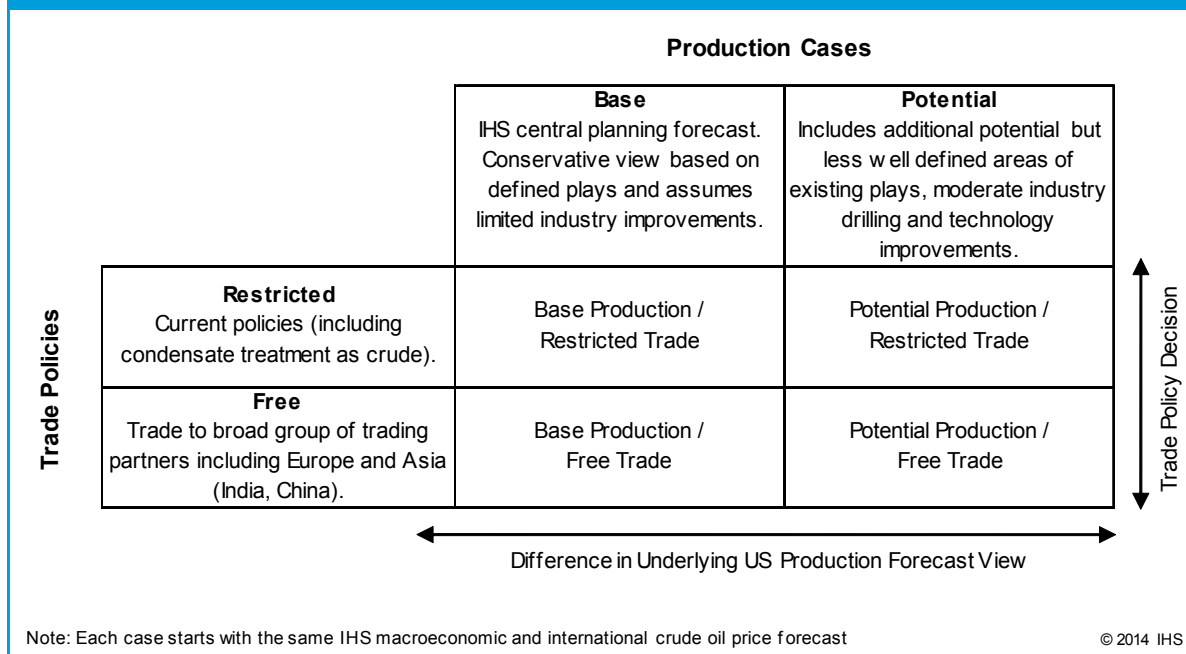 Production Cases
Base
IHS central planning forecast.
Conservative view based on
defined plays and assumes
limited industry improvements.
Potential
Includes additional potential but
less well defined areas of
existing plays, moderate industry
drilling and technology
improvements.
Trade Policies
Restricted
Current policies (including
condensate treatment as crude).
Base Production /
Restricted Trade
Potential Production /
Restricted Trade
Free
Trade to broad group of trading
partners including Europe and Asia
(India, China).
Base Production /
Free Trade
Potential Production /
Free Trade
Trade Policy Decision
Difference in Underlying US Production Forecast View
Note: Each case starts with the same IHS macroeconomic and international crude oil price forecast
© 2014 IHS